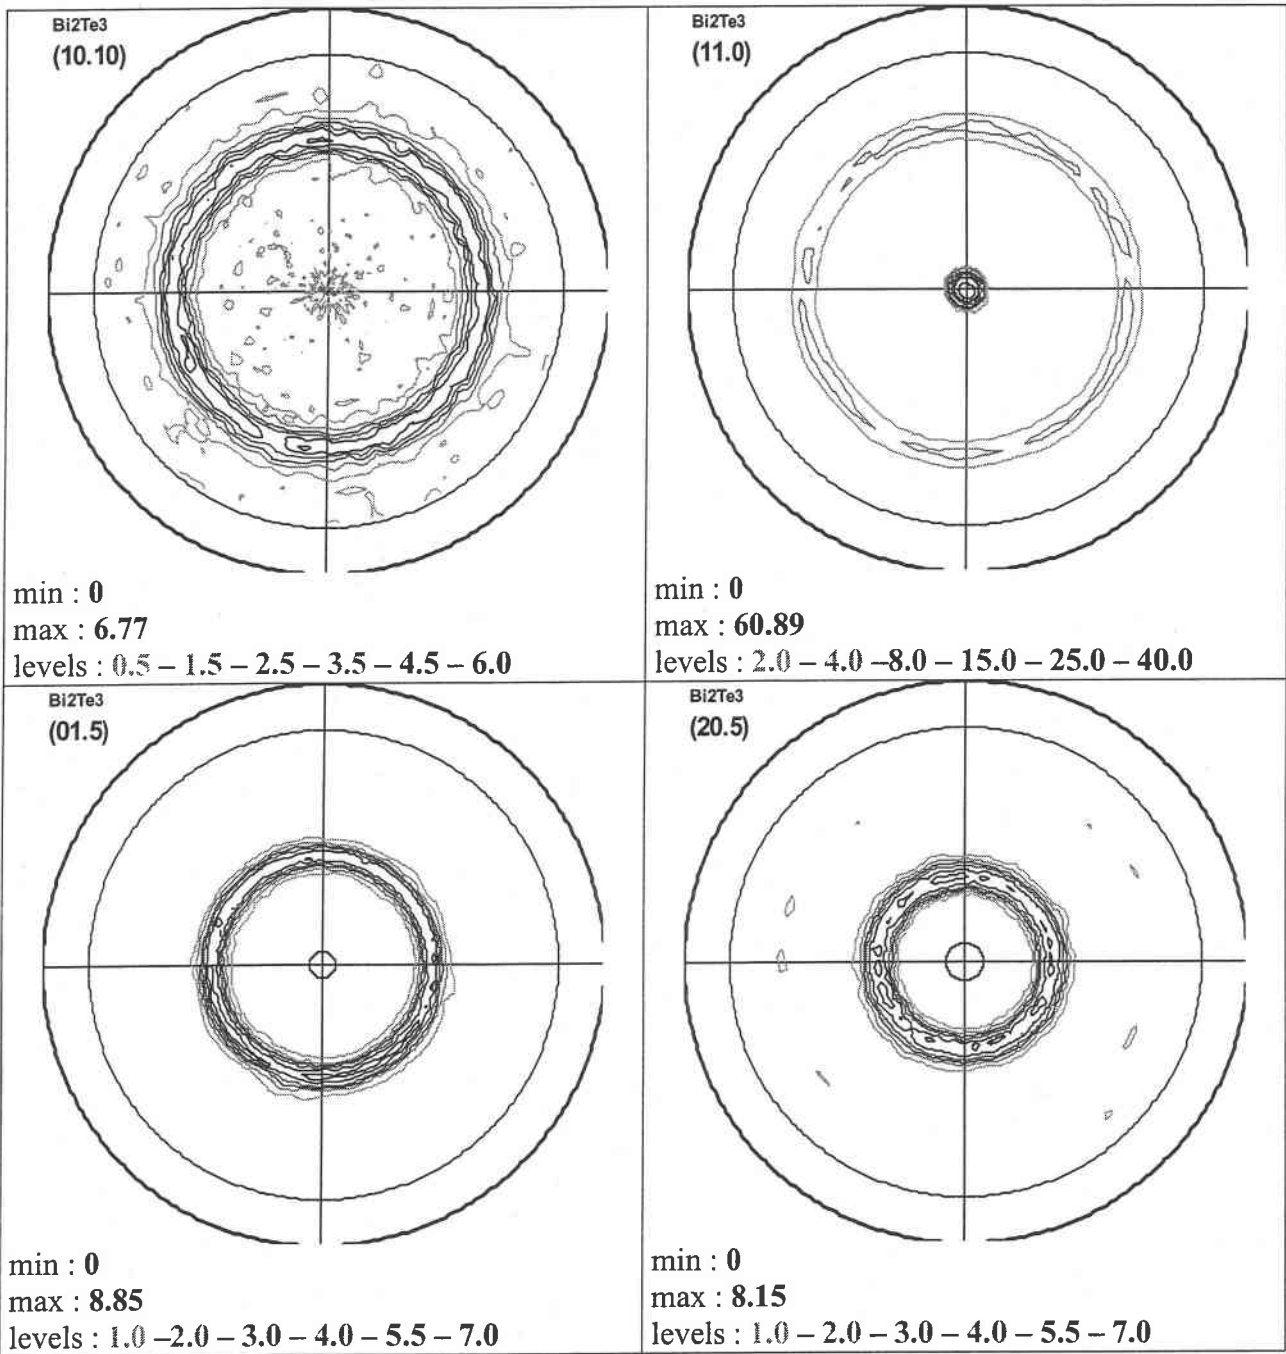 Bi2Te3
(10.10)
min : 0
max : 6.77
levels : 0.5 – 1.5 – 2.5 – 3.5 – 4.5 – 6.0
Bi2Te3
(11.0)
min : 0
max : 60.89
levels : 2.0 – 4.0 –8.0 – 15.0 – 25.0 – 40.0
Bi2Te3
(01.5)
min : 0
max : 8.85
levels : 1.0 –2.0 – 3.0 – 4.0 – 5.5 – 7.0
Bi2Te3
(20.5)
min : 0
max : 8.15
levels : 1.0 – 2.0 – 3.0 – 4.0 – 5.5 – 7.0